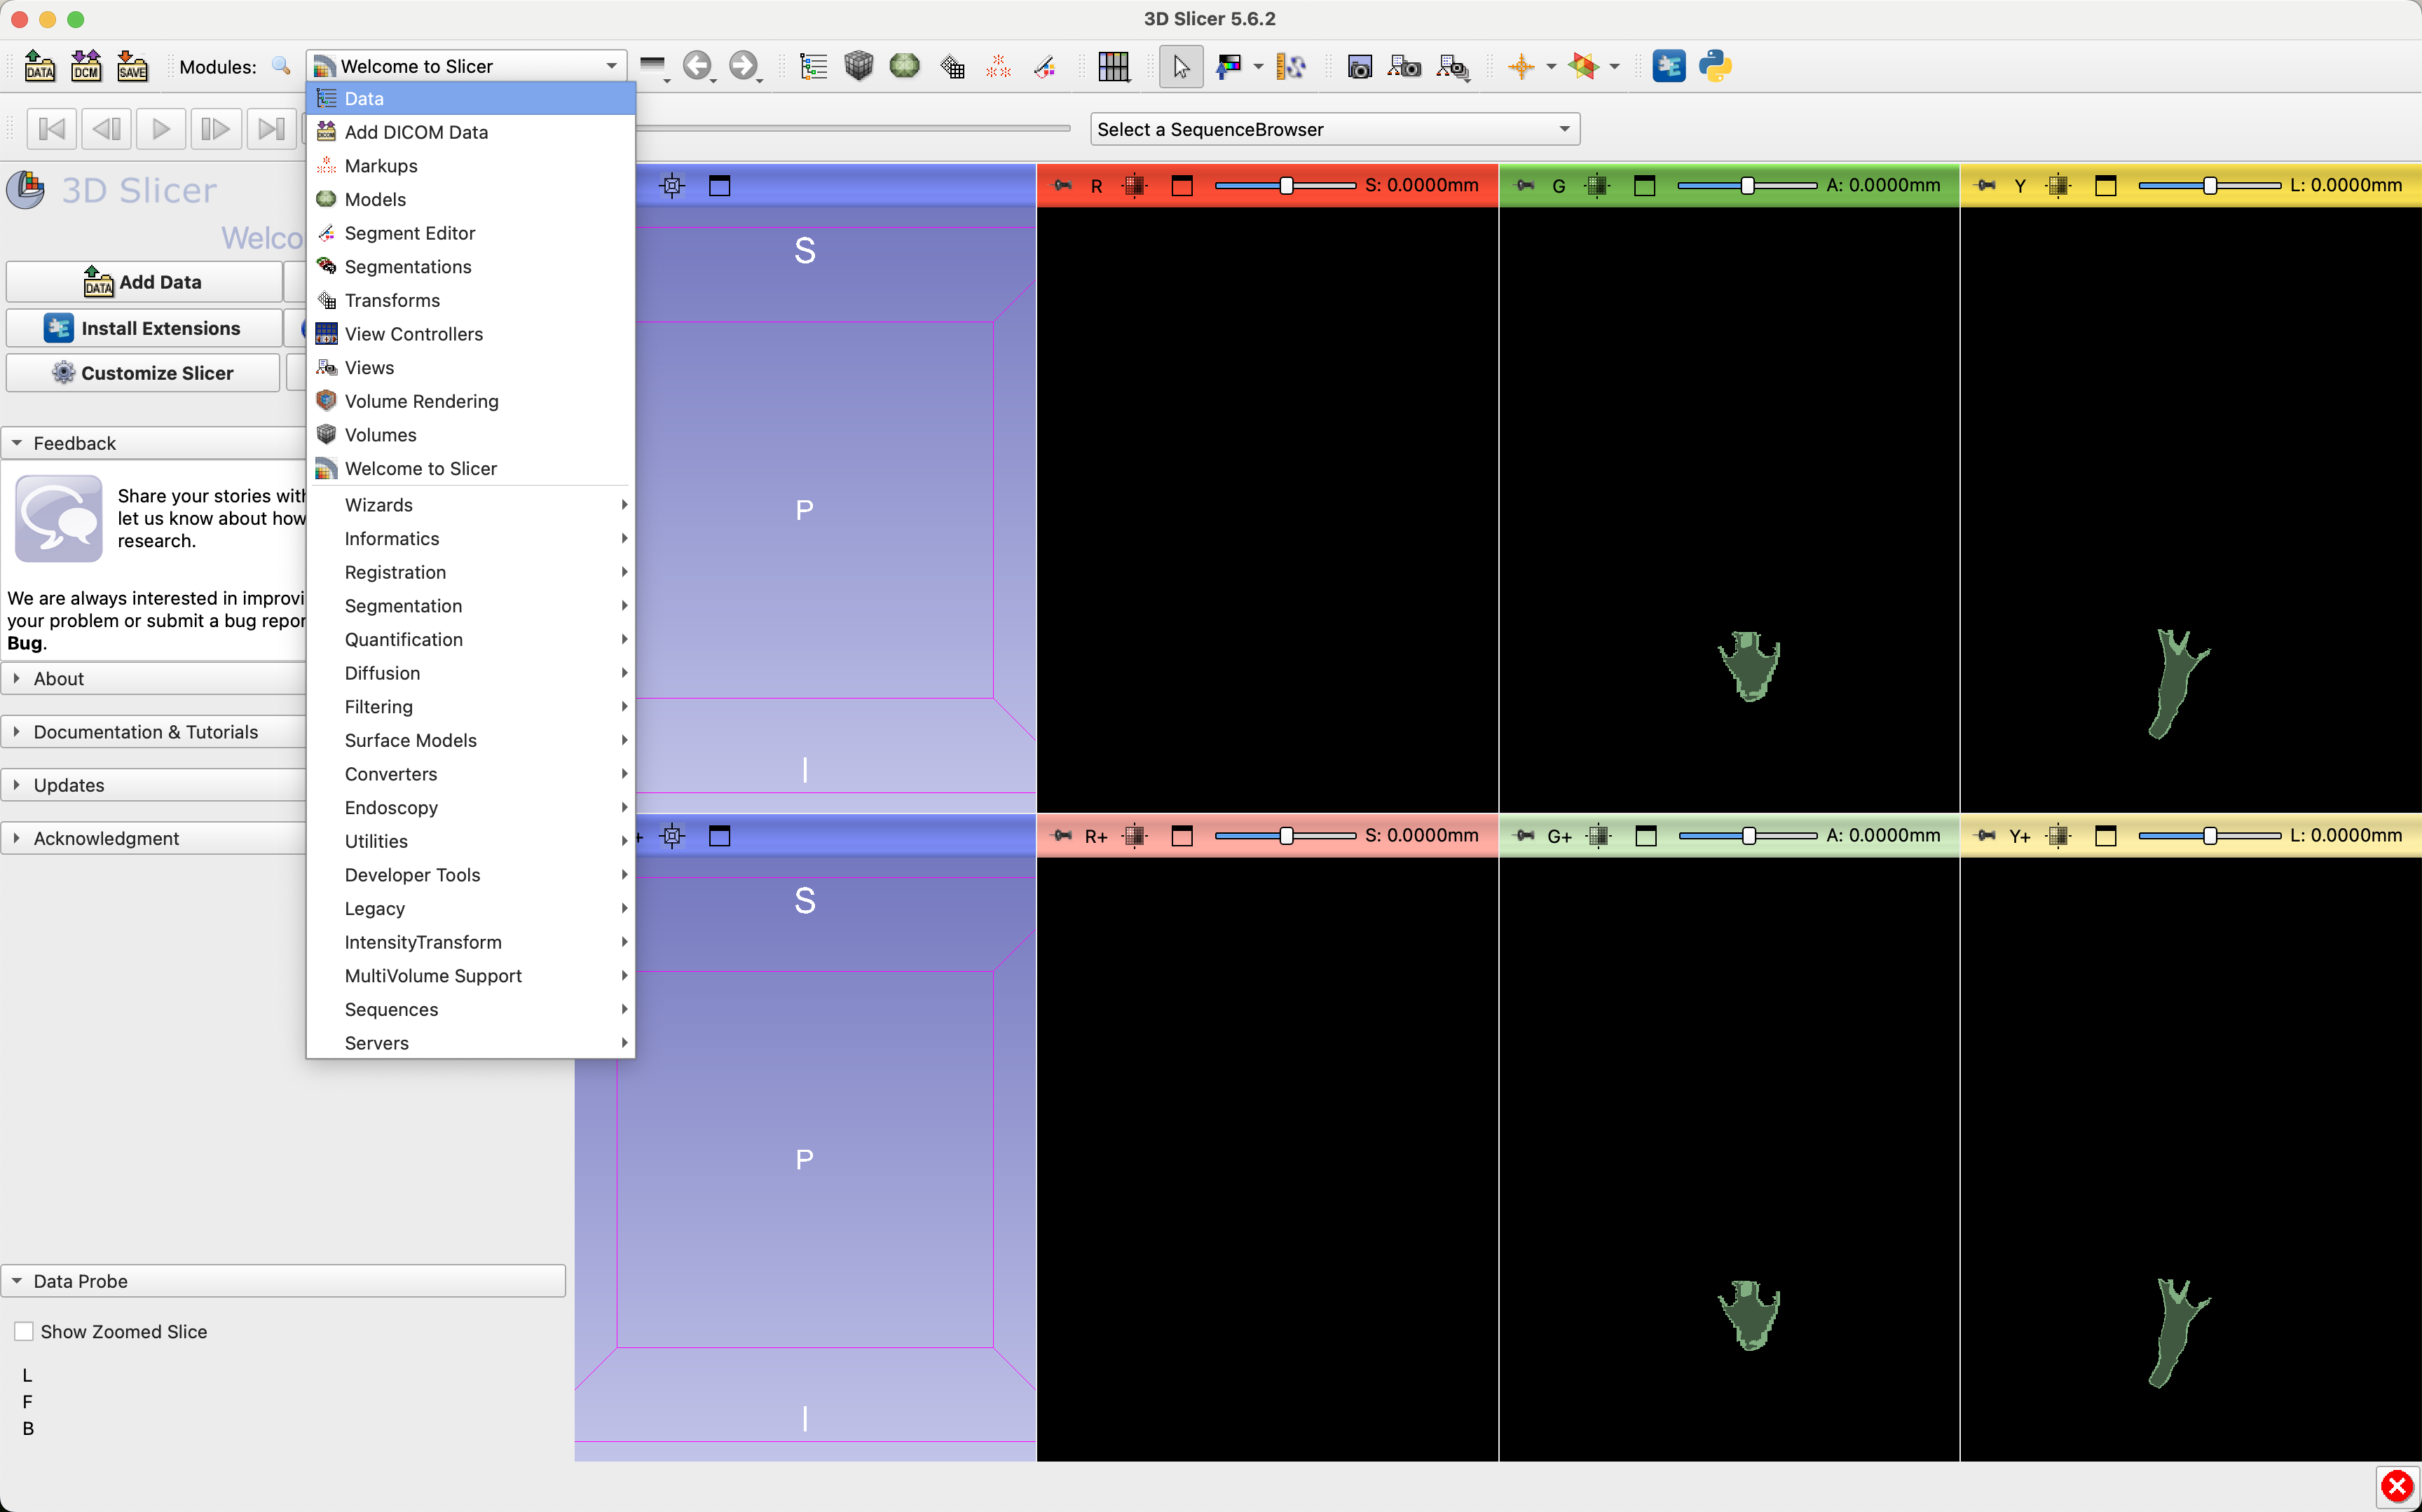 3D Slicer 5.6.2
DATA
DCM
SAVE
Modules:
Welcome to Slicer
Data
Add DICOM Data
Markups
Models
Segment Editor
Segmentations
Transforms
View Controllers
Views
Volume Rendering
Volumes
Welcome to Slicer
Wizards
Informatics
Registration
Segmentation
Quantification
Diffusion
Filtering
Surface Models
Converters
Endoscopy
Utilities
Developer Tools
Legacy
IntensityTransform
MultiVolume Support
Sequences
Servers
Select a SequenceBrowser
3D Slicer
Welco
DATA Add Data
Install Extensions
Customize Slicer
Feedback
Share your stories with
let us know about how
research.
We are always interested in improvi
your problem or submit a bug repor
Bug.
About
Documentation & Tutorials
Updates
Acknowledgment
Data Probe
Show Zoomed Slice
L
F
B
S
P
I
R S: 0.0000mm
G A: 0.0000mm
Y L: 0.0000mm
+
S
P
I
R+ S: 0.0000mm
G+ A: 0.0000mm
Y+ L: 0.0000mm